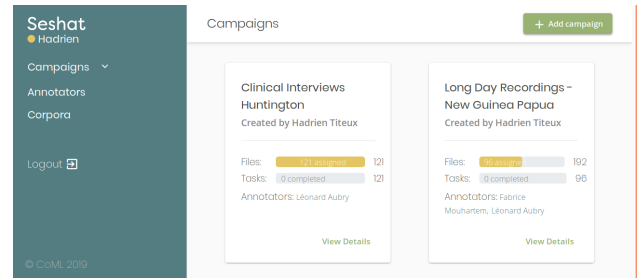 Seshat
Hadrien
Campaigns
Annotators
Corpora
Logout
© CoML 2019
Campaigns
+ Add campaign
Clinical Interviews
Huntington
Created by Hadrien Titeux
Files: 121 assigned 121
Tasks: 0 completed 121
Annotators: Léonard Aubry
View Details
Long Day Recordings -
New Guinea Papua
Created by Hadrien Titeux
Files: 96 assigned 192
Tasks: 0 completed 96
Annotators: Fabrice
Mouhartem, Léonard Aubry
View Details